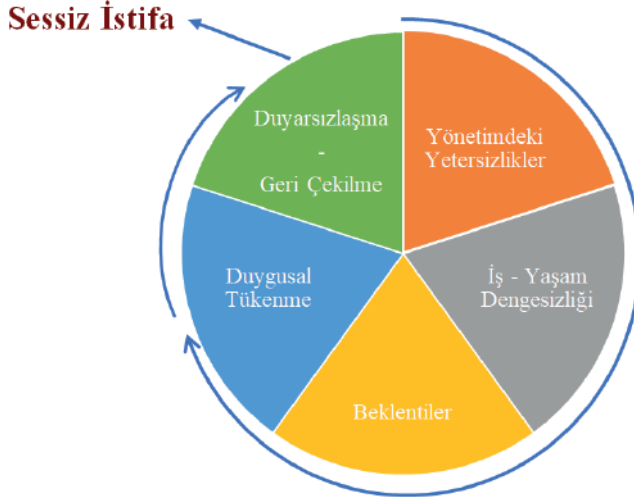 Sessiz İstifa
Duyarsızlaşma
-
Geri Çekilme
Yönetimdeki
Yetersizlikler
Duygusal
Tükenme
İş - Yaşam
Dengesizliği
Beklentiler